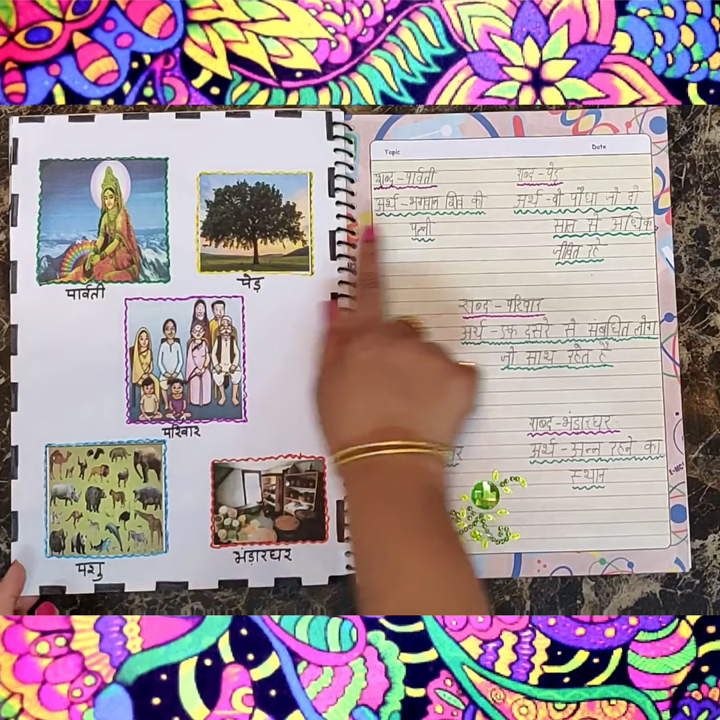 पार्वती
पेड़
परिवार
पशु
भंडारघर
Topic
Date
शब्द - पार्वती
अर्थ - भगवान शिव की
पत्नी
शब्द - पेड़
अर्थ - वो पौधा जो दो
साल से अधिक
जीवित रहे
शब्द - परिवार
अर्थ - एक दूसरे से संबंधित लोग
जो साथ रहते है
शब्द - भंडारघर
अर्थ - अन्न रखने का
स्थान